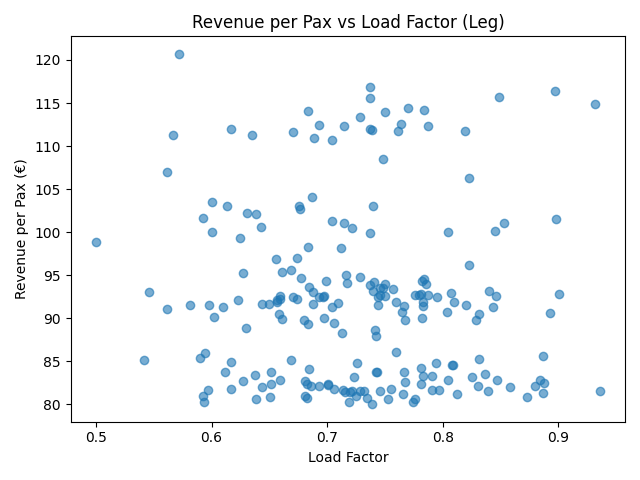 Revenue per Pax vs Load Factor (Leg)
Revenue per Pax (€)
120
115
110
105
100
95
90
85
80
0.5 0.6 0.7 0.8 0.9
Load Factor